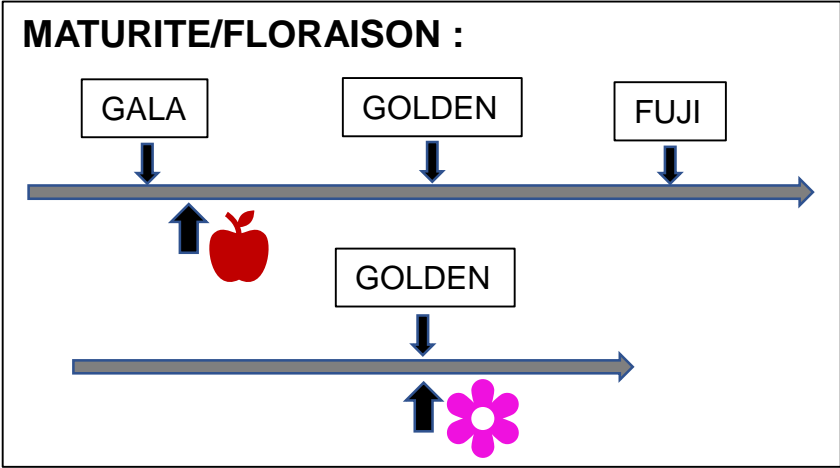 MATURITE/FLORAISON :
GALA
GOLDEN
FUJI
GOLDEN